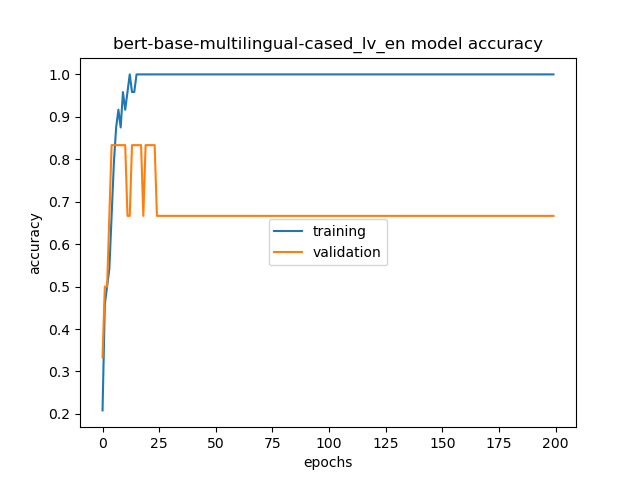 bert-base-multilingual-cased_lv_en model accuracy
1.0
0.9
0.8
0.7
0.6
0.5
0.4
0.3
0.2
accuracy
training
validation
0 25 50 75 100 125 150 175 200
epochs